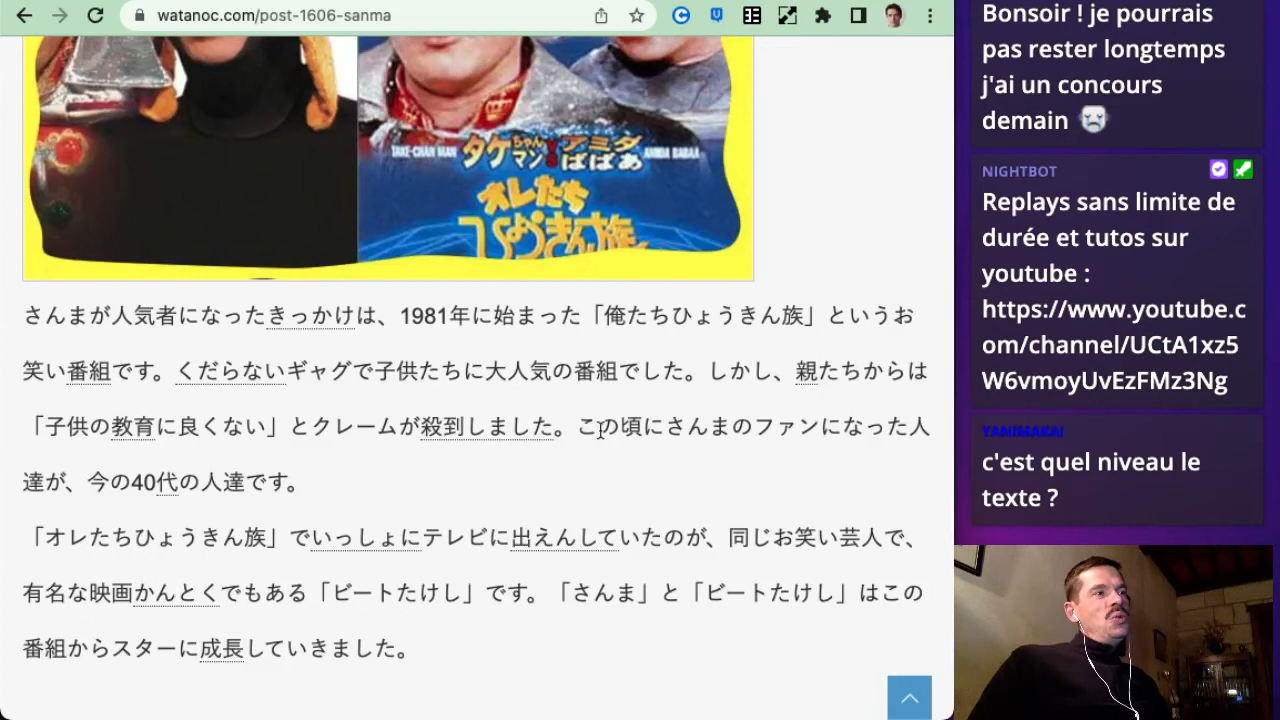 watanoc.com/post-1606-sanma
TAKE-CHAN MAN
タケちゃんマンVSアミダばばあ
AMIDA BABAA
オレたち
ひょうきん族
さんまが人気者になったきっかけは、1981年に始まった「俺たちひょうきん族」というお
笑い番組です。くだらないギャグで子供たちに大人気の番組でした。しかし、親たちからは
「子供の教育に良くない」とクレームが殺到しました。この頃にさんまのファンになった人
達が、今の40代の人達です。
「オレたちひょうきん族」でいっしょにテレビに出えんしていたのが、同じお笑い芸人で、
有名な映画かんとくでもある「ビートたけし」です。「さんま」と「ビートたけし」はこの
番組からスターに成長していきました。
Bonsoir ! je pourrais
pas rester longtemps
j'ai un concours
demain 😢
NIGHTBOT
Replays sans limite de
durée et tutos sur
youtube :
https://www.youtube.c
om/channel/UCtA1xz5
W6vmoyUvEzFMz3Ng
YANIMAKAI
c'est quel niveau le
texte ?